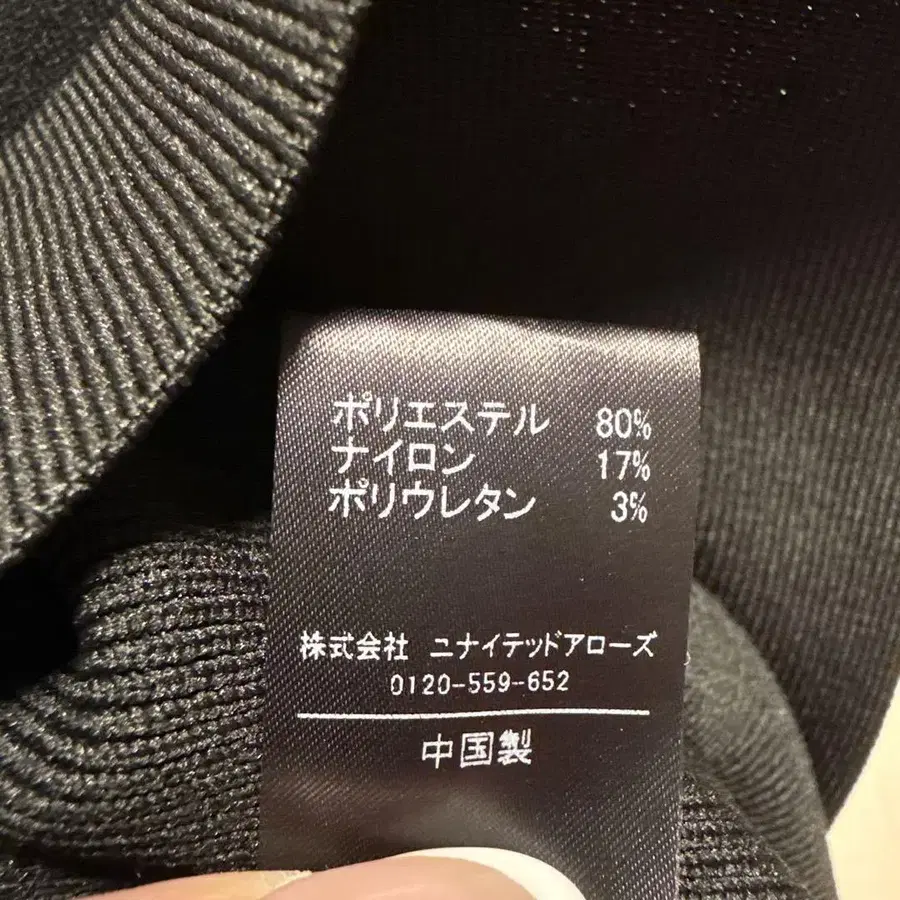 ポリエステル 80%
ナイロン 17%
ポリウレタン 3%
株式会社 ユナイテッドアローズ
0120-559-652
中国製